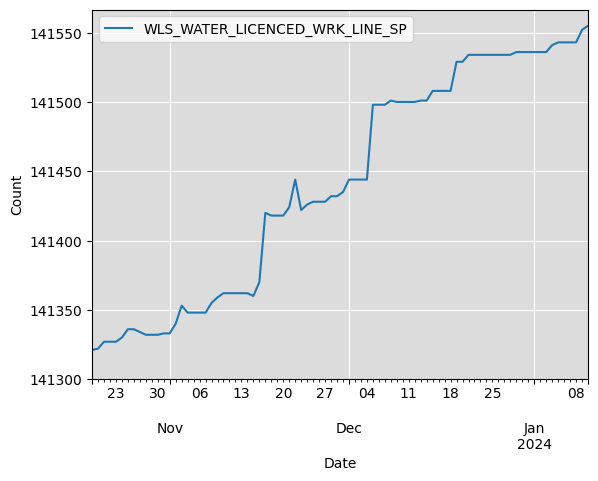 WLS_WATER_LICENCED_WRK_LINE_SP
141550
141500
141450
141400
141350
141300
Count
23 30 06 13 20 27 04 11 18 25 08
Nov Dec Jan
2024
Date